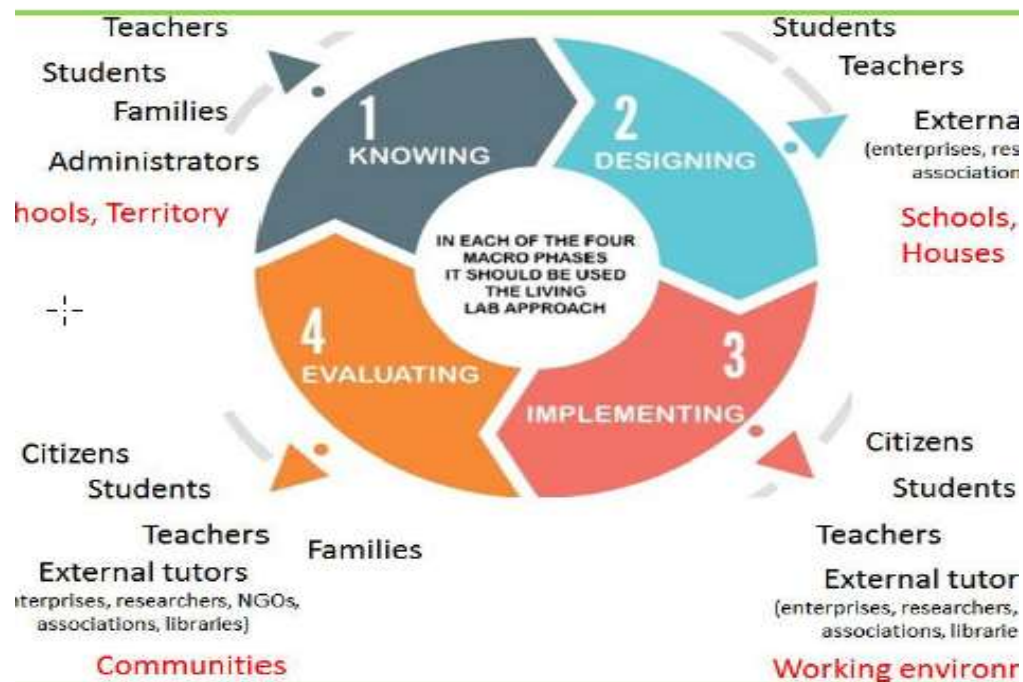 Teachers
Students
Families
Administrators
hools, Territory
1
KNOWING
2
DESIGNING
Students
Teachers
Externa
(enterprises, res
association
Schools,
Houses
IN EACH OF THE FOUR
MACRO PHASES
IT SHOULD BE USED
THE LIVING
LAB APPROACH
4
EVALUATING
3
IMPLEMENTING
Citizens
Students
Teachers
Families
External tutors
terprises, researchers, NGOs,
associations, libraries)
Communities
Citizens
Students
Teachers
External tutor
(enterprises, researchers,
associations, librarie
Working environ